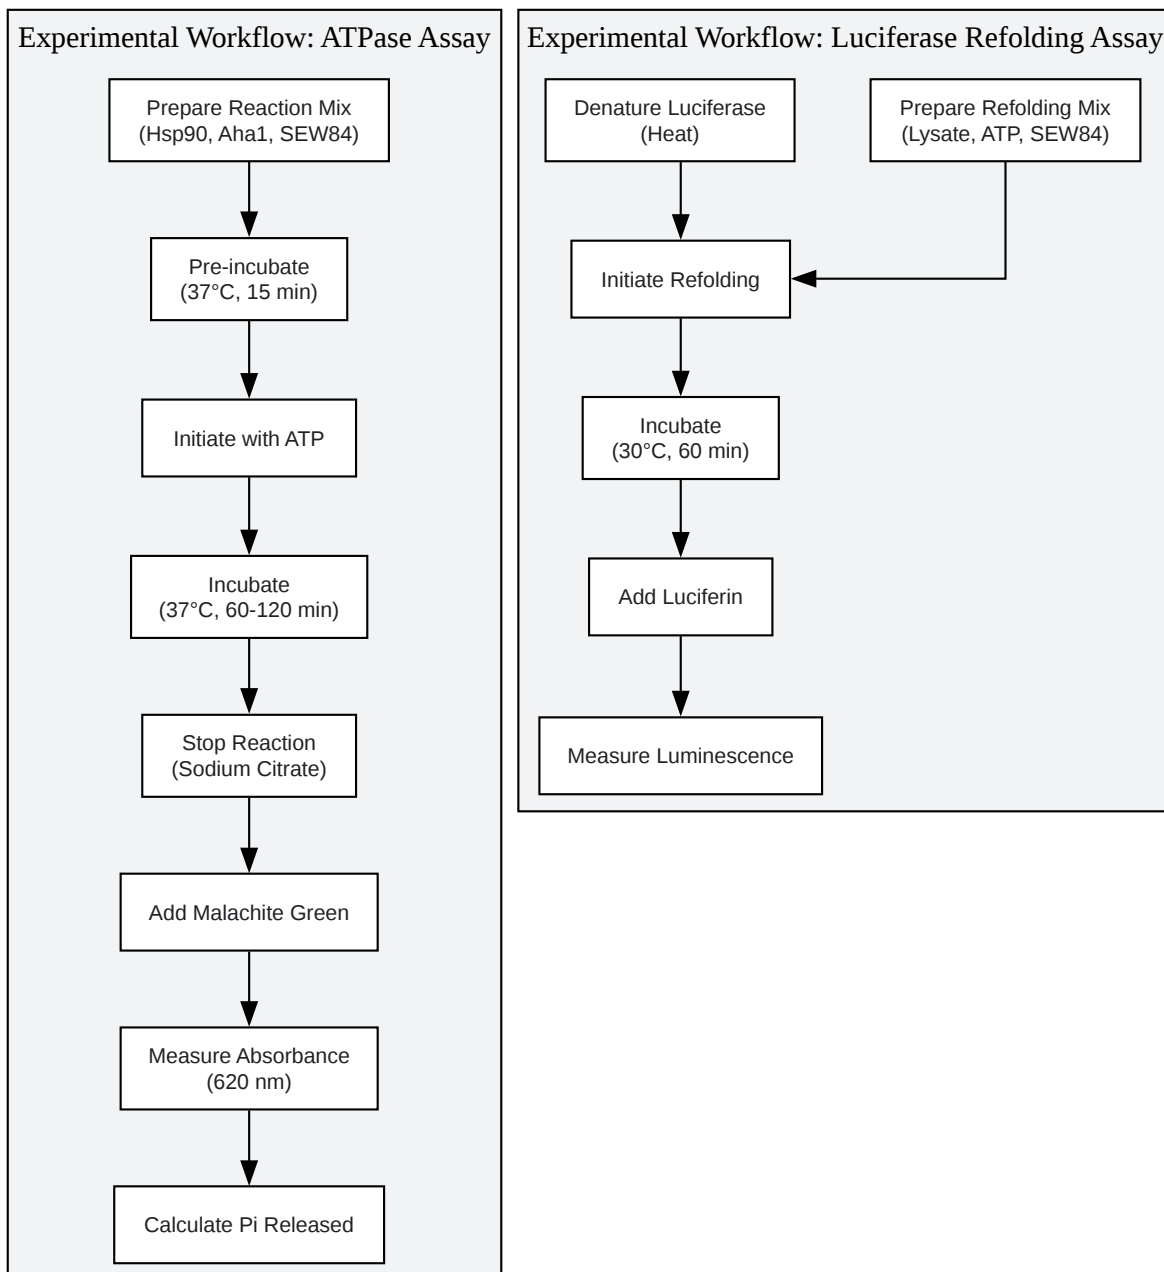 Experimental Workflow: ATPase Assay
Prepare Reaction Mix
(Hsp90, Aha1, SEW84)
Pre-incubate
(37°C, 15 min)
Initiate with ATP
Incubate
(37°C, 60-120 min)
Stop Reaction
(Sodium Citrate)
Add Malachite Green
Measure Absorbance
(620 nm)
Calculate Pi Released
Experimental Workflow: Luciferase Refolding Assay
Denature Luciferase
(Heat)
Prepare Refolding Mix
(Lysate, ATP, SEW84)
Initiate Refolding
Incubate
(30°C, 60 min)
Add Luciferin
Measure Luminescence